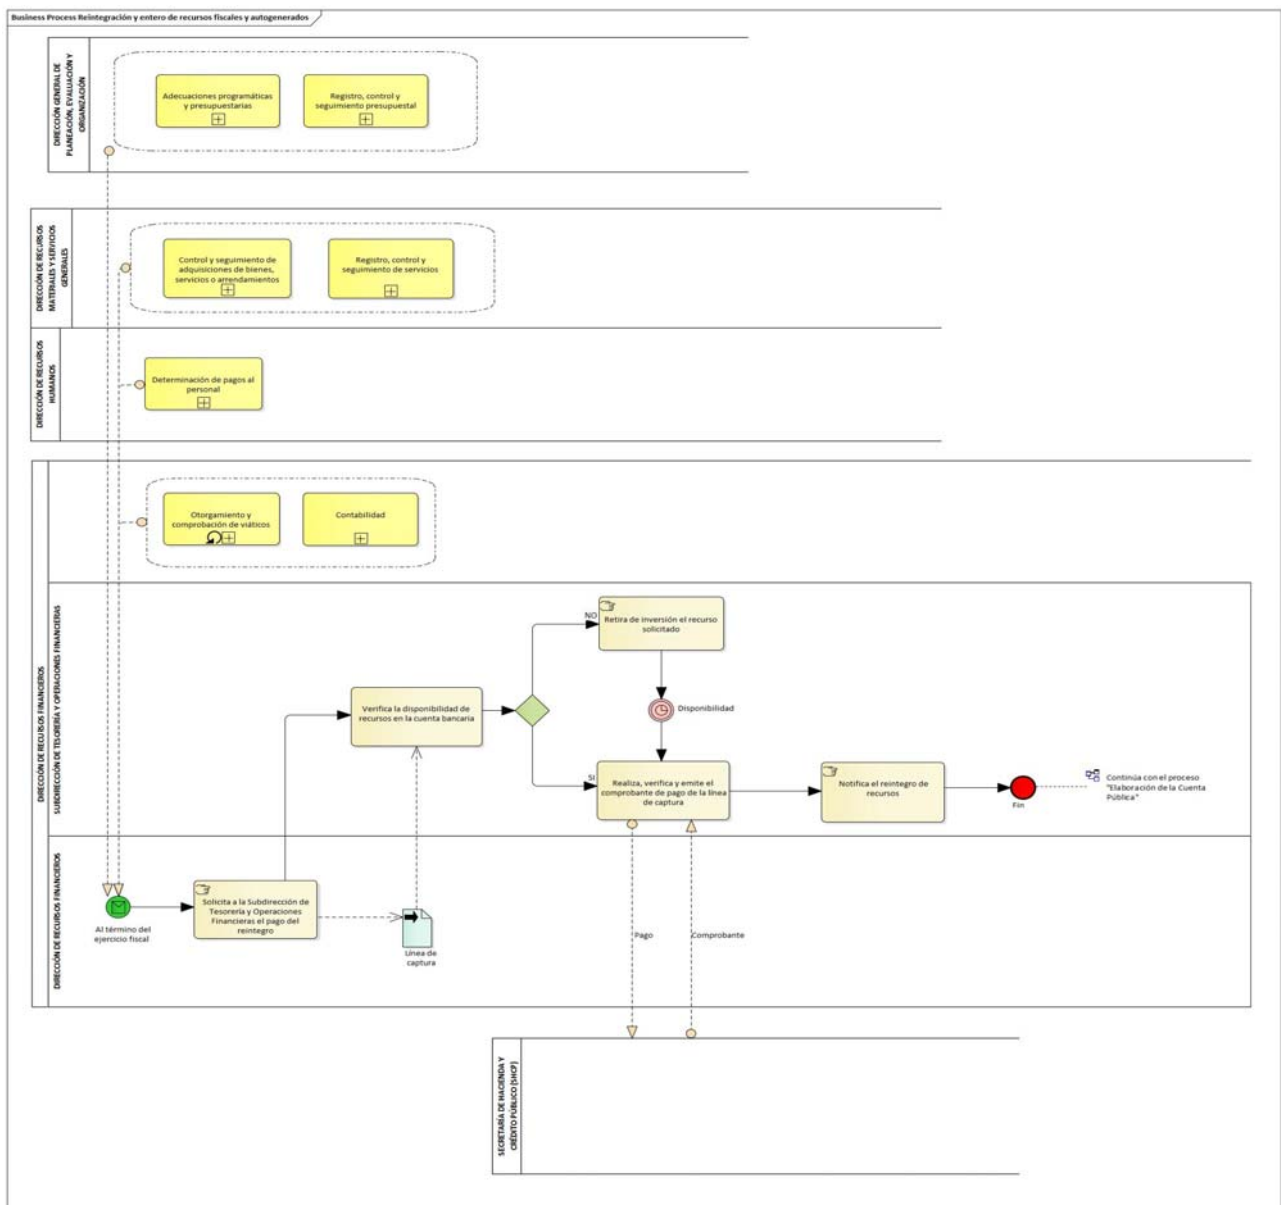 Business Process Reintegración y entero de recursos fiscales y autogenerados
DIRECCIÓN GENERAL DE
PLANEACIÓN, EVALUACIÓN Y
ORGANIZACIÓN
Adecuaciones programáticas
y presupuestarias
Registro, control y
seguimiento presupuestal
DIRECCIÓN DE RECURSOS
MATERIALES Y SERVICIOS
GENERALES
Control y seguimiento de
adquisiciones de bienes,
servicios o arrendamientos
Registro, control y
seguimiento de servicios
DIRECCIÓN DE RECURSOS
HUMANOS
Determinación de pagos al
personal
DIRECCIÓN DE RECURSOS FINANCIEROS
Otorgamiento y
comprobación de viáticos
Contabilidad
SUBDIRECCIÓN DE TESORERÍA Y OPERACIONES FINANCIERAS
NO
Retira de inversión el recurso
solicitado
Verifica la disponibilidad de
recursos en la cuenta bancaria
Disponibilidad
SI
Realiza, verifica y emite el
comprobante de pago de la línea
de captura
Notifica el reintegro de
recursos
Fin
Continúa con el proceso
"Elaboración de la Cuenta
Pública"
DIRECCIÓN DE RECURSOS FINANCIEROS
Al término del
ejercicio fiscal
Solicita a la Subdirección de
Tesorería y Operaciones
Financieras el pago del
reintegro
Línea de
captura
Pago
Comprobante
SECRETARÍA DE HACIENDA Y
CRÉDITO PÚBLICO (SHCP)